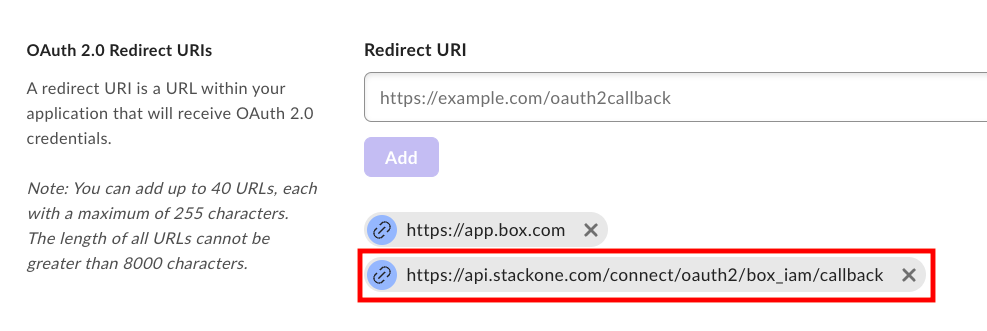 OAuth 2.0 Redirect URIs
A redirect URI is a URL within your
application that will receive OAuth 2.0
credentials.
Note: You can add up to 40 URLs, each
with a maximum of 255 characters.
The length of all URLs cannot be
greater than 8000 characters.
Redirect URI
https://example.com/oauth2callback
Add
https://app.box.com
https://api.stackone.com/connect/oauth2/box_iam/callback